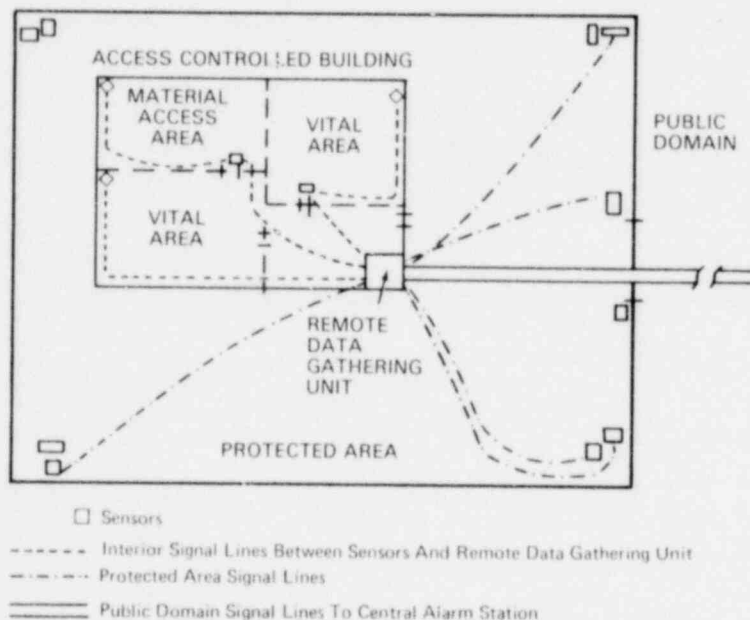 ACCESS CONTROLLED BUILDING
MATERIAL
ACCESS
AREA
VITAL
AREA
PUBLIC
DOMAIN
VITAL
AREA
REMOTE
DATA
GATHERING
UNIT
PROTECTED AREA
Sensors
Interior Signal Lines Between Sensors And Remote Data Gathering Unit
Protected Area Signal Lines
Public Domain Signal Lines To Central Alarm Station